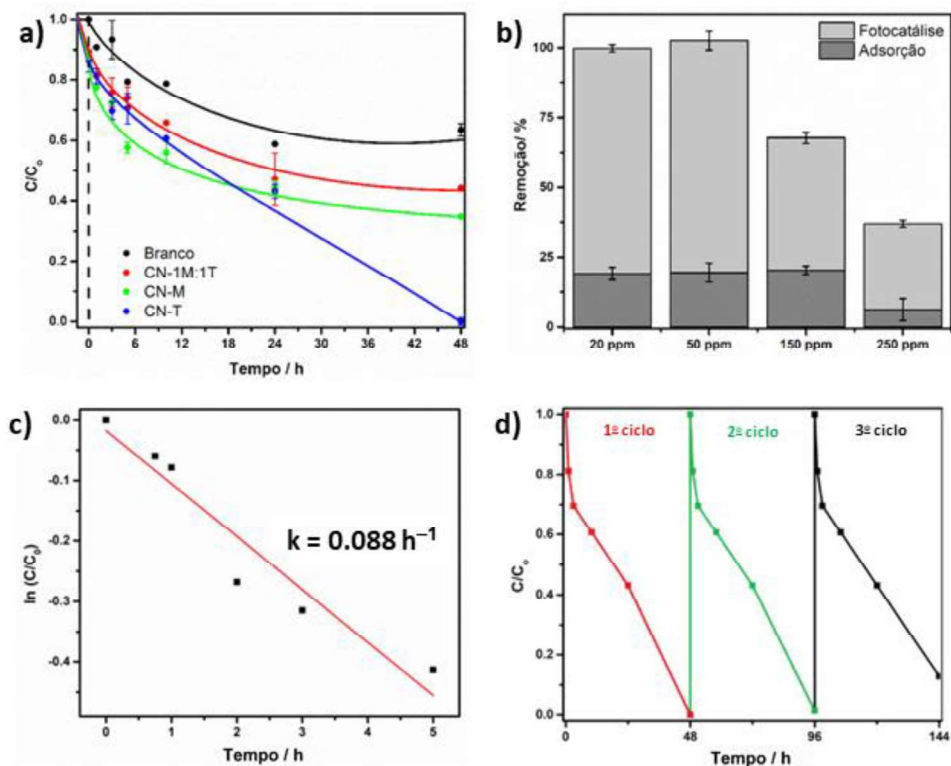 a)
1.0
0.8
0.6
0.4
0.2
0.0
C/C₀
Branco
CN-1M:1T
CN-M
CN-T
0 6 12 18 24 30 36 42 48
Tempo / h
b)
Fotocatálise
Adsorção
100
75
50
25
0
Remoção/ %
20 ppm 50 ppm 150 ppm 250 ppm
c)
0.0
-0.1
-0.2
-0.3
-0.4
ln (C/C₀)
k = 0.088 h⁻¹
0 1 2 3 4 5
Tempo / h
d)
1º ciclo 2º ciclo 3º ciclo
1.0
0.8
0.6
0.4
0.2
0.0
C/C₀
0 48 96 144
Tempo / h